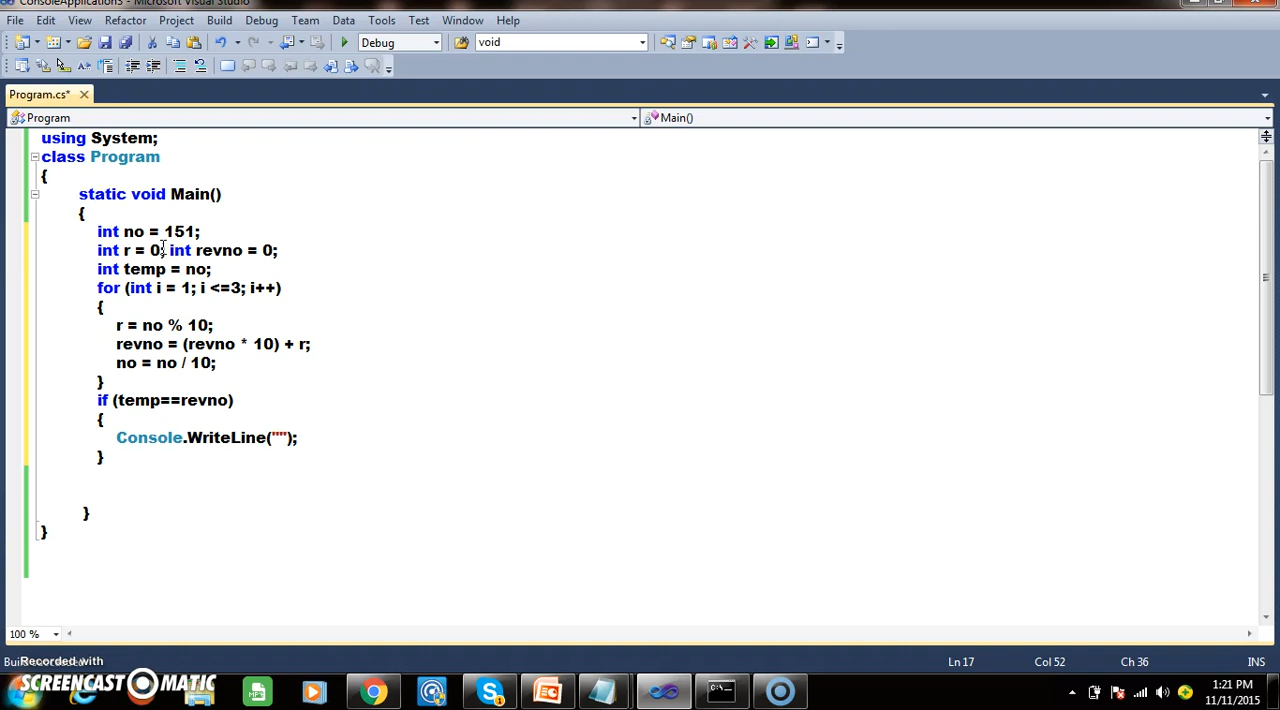 ConsoleApplication5 - Microsoft Visual Studio
File Edit View Refactor Project Build Debug Team Data Tools Test Window Help
Debug void
Program.cs*
Program Main()
using System;
class Program
{
static void Main()
{
int no = 151;
int r = 0; int revno = 0;
int temp = no;
for (int i = 1; i <=3; i++)
{
r = no % 10;
revno = (revno * 10) + r;
no = no / 10;
}
if (temp==revno)
{
Console.WriteLine("");
}
}
}
100 %
Ln 17 Col 52 Ch 36 INS
Recorded with
SCREENCAST MATIC
1:21 PM
11/11/2015